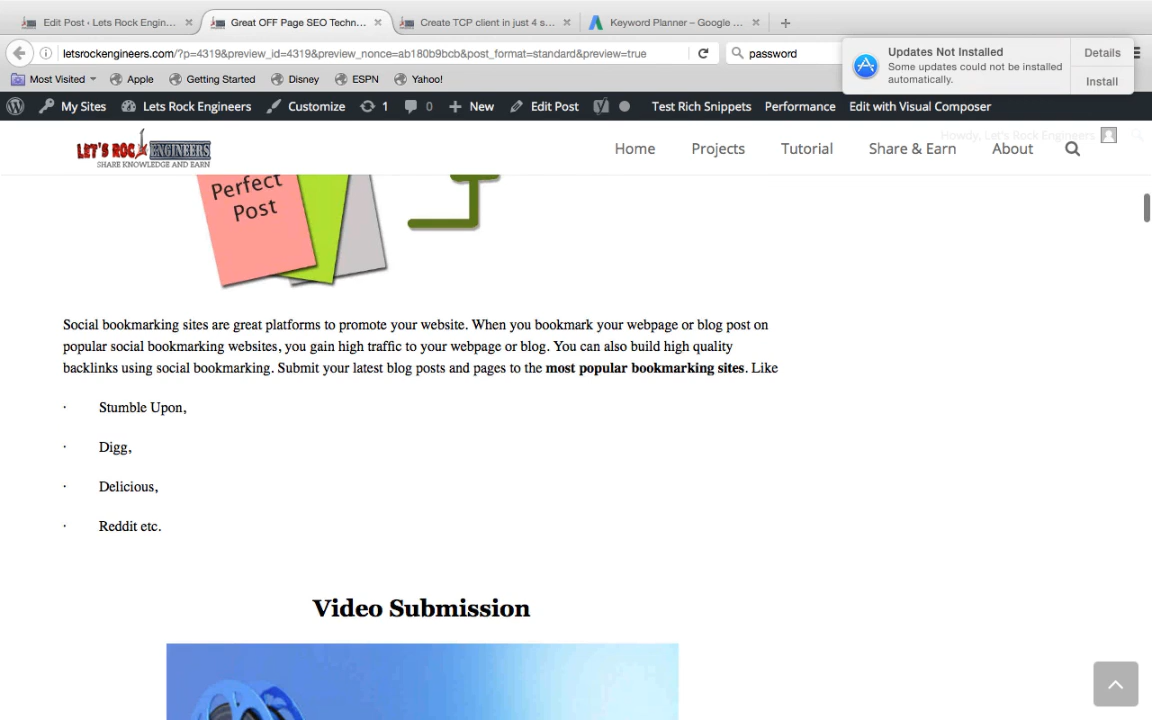 Edit Post ‹ Lets Rock Engin...
Great OFF Page SEO Techn...
Create TCP client in just 4 s...
Keyword Planner – Google ...
letsrockengineers.com/?p=4319&preview_id=4319&preview_nonce=ab180b9bcb&post_format=standard&preview=true
password
Updates Not Installed
Some updates could not be installed
automatically.
Details
Install
Most Visited
Apple
Getting Started
Disney
ESPN
Yahoo!
My Sites
Lets Rock Engineers
Customize
1
0
New
Edit Post
Test Rich Snippets
Performance
Edit with Visual Composer
Howdy, Let's Rock Engineers
LET'S ROCK ENGINEERS
SHARE KNOWLEDGE AND EARN
Home
Projects
Tutorial
Share & Earn
About
Perfect
Post
Social bookmarking sites are great platforms to promote your website. When you bookmark your webpage or blog post on
popular social bookmarking websites, you gain high traffic to your webpage or blog. You can also build high quality
backlinks using social bookmarking. Submit your latest blog posts and pages to the most popular bookmarking sites. Like
· Stumble Upon,
· Digg,
· Delicious,
· Reddit etc.
Video Submission